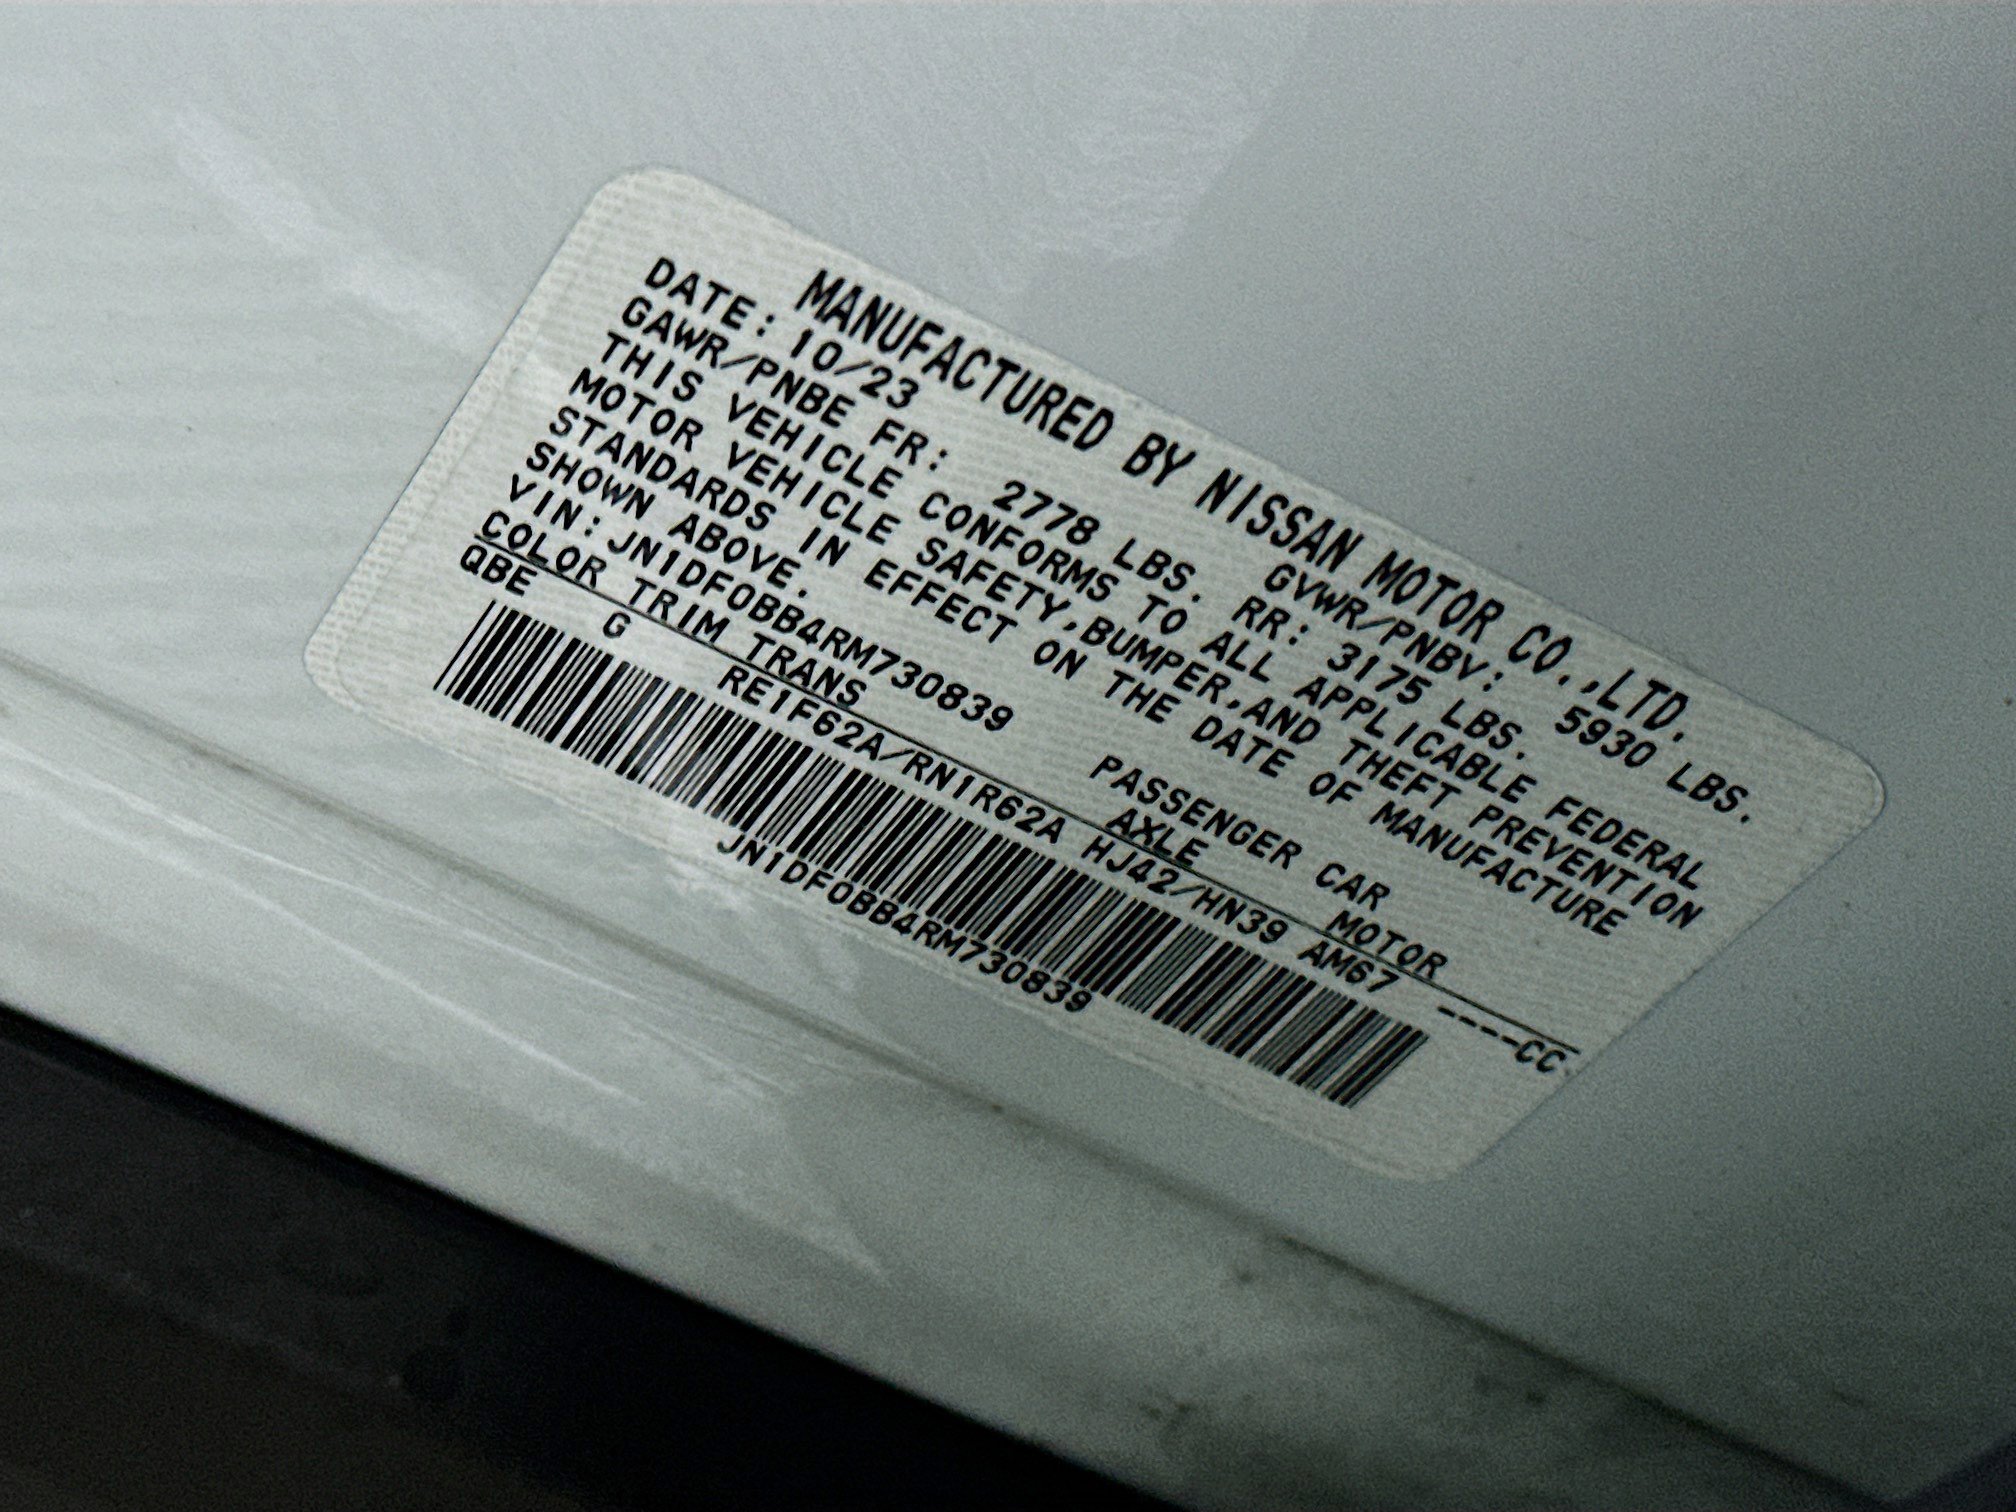 MANUFACTURED BY NISSAN MOTOR CO.,LTD.
DATE: 10/23 GVWR/PNBV: 5930 LBS.
GAWR/PNBE FR: 2778 LBS. RR: 3175 LBS.
THIS VEHICLE CONFORMS TO ALL APPLICABLE FEDERAL
MOTOR VEHICLE SAFETY,BUMPER,AND THEFT PREVENTION
STANDARDS IN EFFECT ON THE DATE OF MANUFACTURE
SHOWN ABOVE.
VIN:JN1DF0BB4RM730839 PASSENGER CAR
COLOR TRIM TRANS AXLE MOTOR
QBE G RE1F62A/RN1R62A HJ42/HN39 AM67 ----CC
JN1DF0BB4RM730839